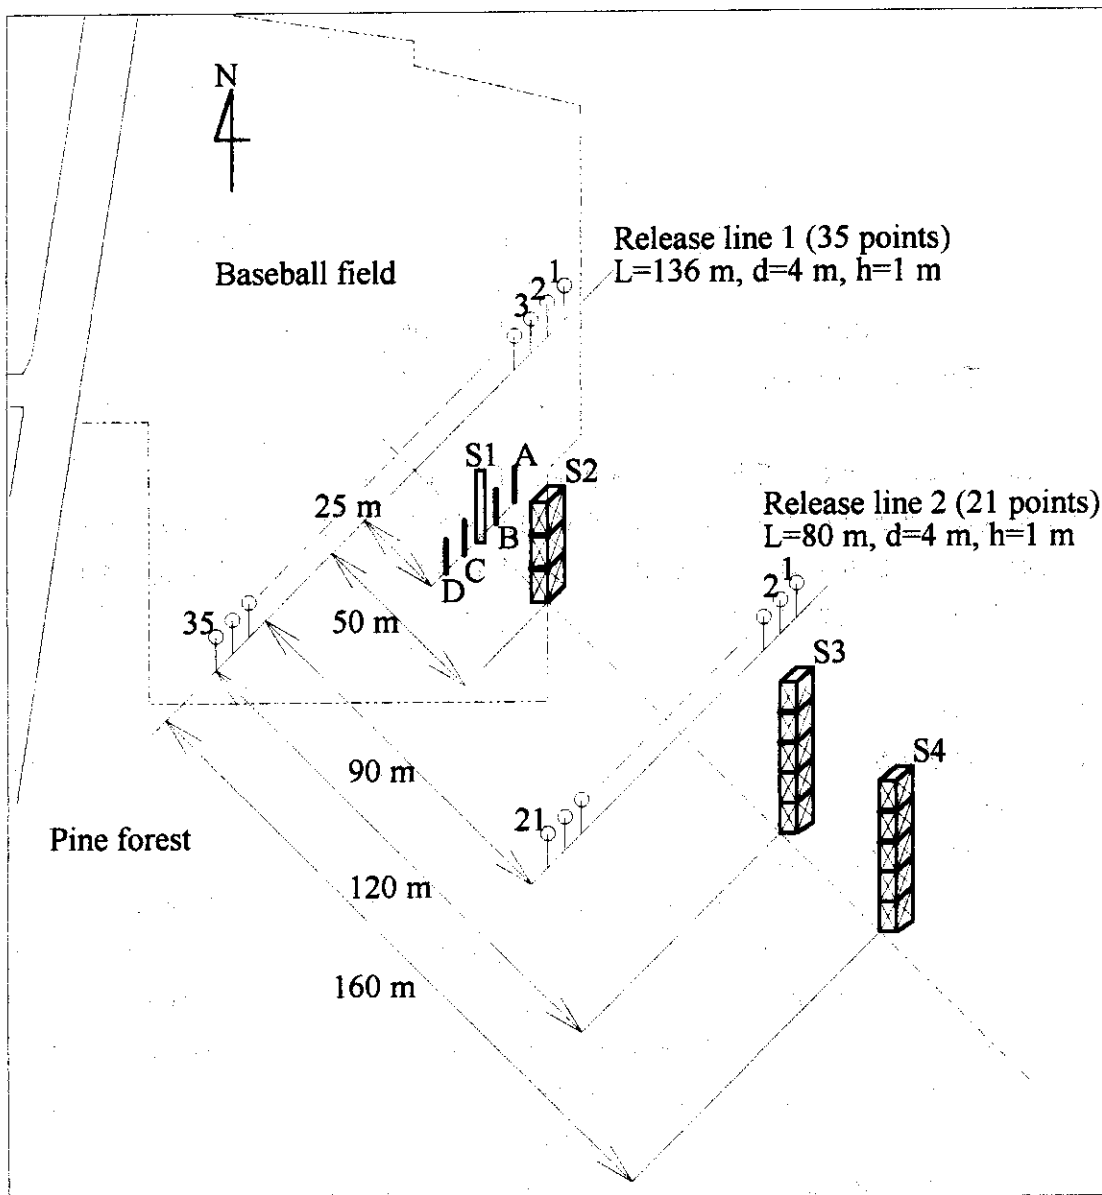 N
Release line 1 (35 points)
L=136 m, d=4 m, h=1 m
Baseball field
1
2
3
S1
A
S2
25 m
B
Release line 2 (21 points)
L=80 m, d=4 m, h=1 m
C
D
1
2
35
50 m
S3
S4
90 m
21
Pine forest
120 m
160 m